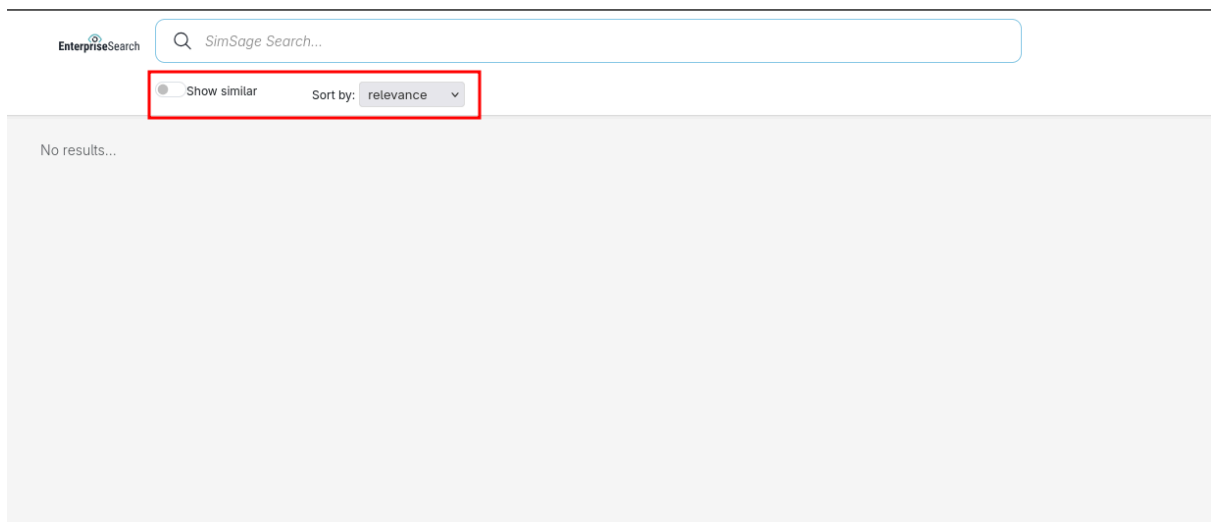 EnterpriseSearch
SimSage Search...
Show similar
Sort by: relevance
No results...